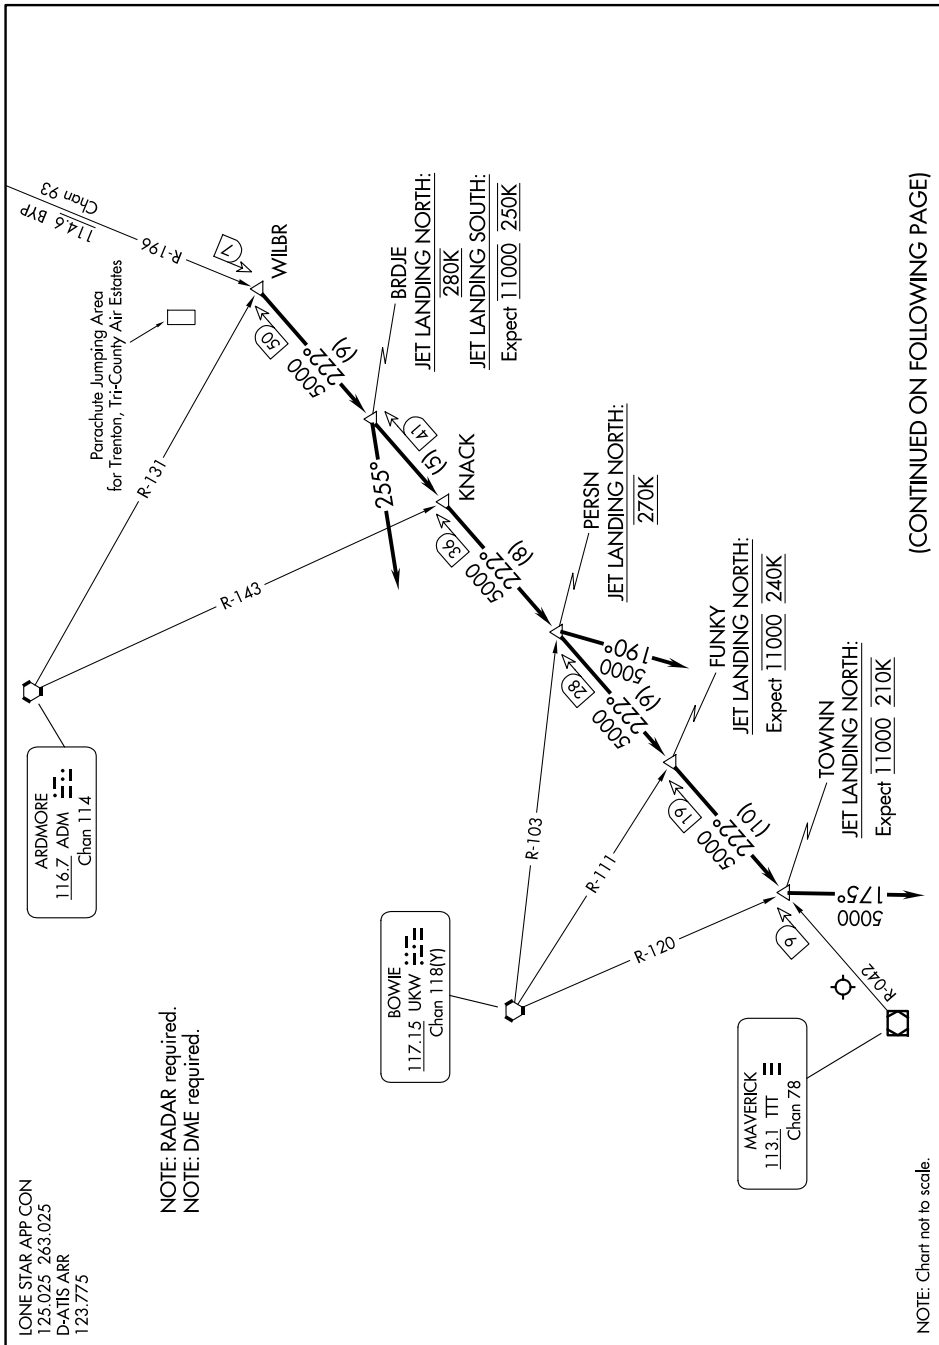 LONE STAR APP CON
125.025 263.025
D-ATIS ARR
123.775
NOTE: RADAR required.
NOTE: DME required.
ARDMORE
116.7 ADM
Chan 114
Parachute Jumping Area
for Trenton, Tri-County Air Estates
114.6 BYP
Chan 93
R-196
7
R-131
R-143
WILBR
50
5000
222°
(9)
BRDJE
JET LANDING NORTH:
280K
JET LANDING SOUTH:
Expect 11000 250K
255°
41
(5)
KNACK
36
5000
222°
(8)
PERSN
JET LANDING NORTH:
270K
5000
190°
28
5000
222°
(9)
FUNKY
JET LANDING NORTH:
Expect 11000 240K
19
5000
222°
(10)
TOWNN
JET LANDING NORTH:
Expect 11000 210K
5000
175°
9
R-042
BOWIE
117.15 UKW
Chan 118(Y)
R-103
R-111
R-120
MAVERICK
113.1 TTT
Chan 78
NOTE: Chart not to scale.
(CONTINUED ON FOLLOWING PAGE)